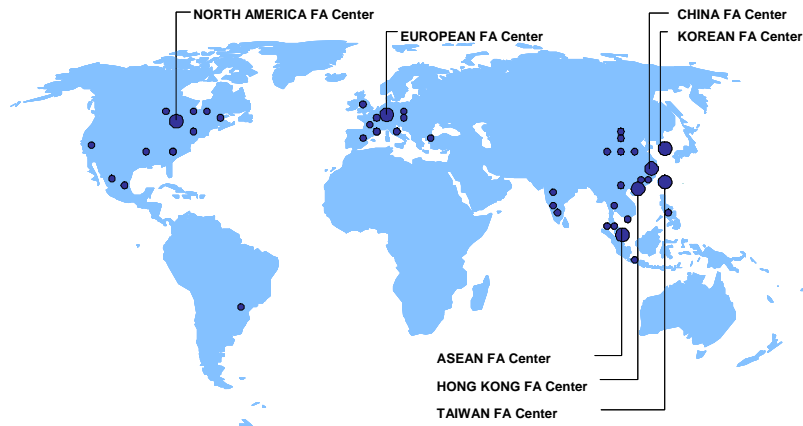 NORTH AMERICA FA Center
CHINA FA Center
EUROPEAN FA Center
KOREAN FA Center
ASEAN FA Center
HONG KONG FA Center
TAIWAN FA Center